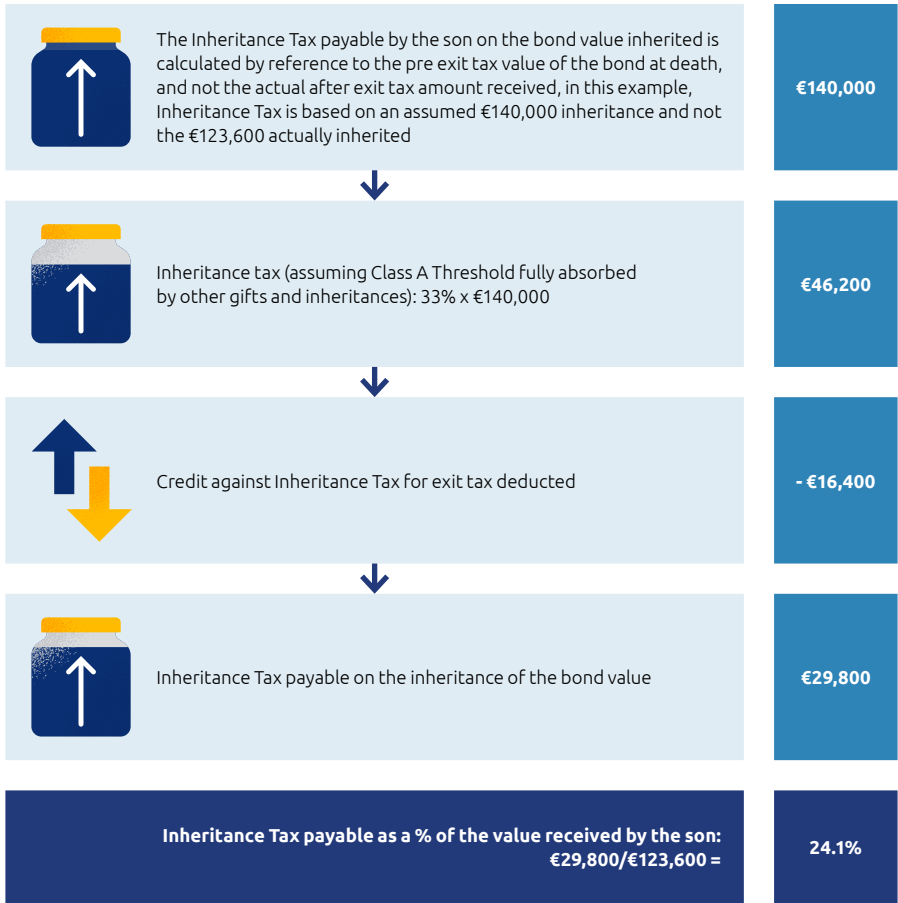 The Inheritance Tax payable by the son on the bond value inherited is
calculated by reference to the pre exit tax value of the bond at death,
and not the actual after exit tax amount received, in this example,
Inheritance Tax is based on an assumed €140,000 inheritance and not
the €123,600 actually inherited
€140,000
Inheritance tax (assuming Class A Threshold fully absorbed
by other gifts and inheritances): 33% x €140,000
€46,200
Credit against Inheritance Tax for exit tax deducted
- €16,400
Inheritance Tax payable on the inheritance of the bond value
€29,800
Inheritance Tax payable as a % of the value received by the son:
€29,800/€123,600 =
24.1%